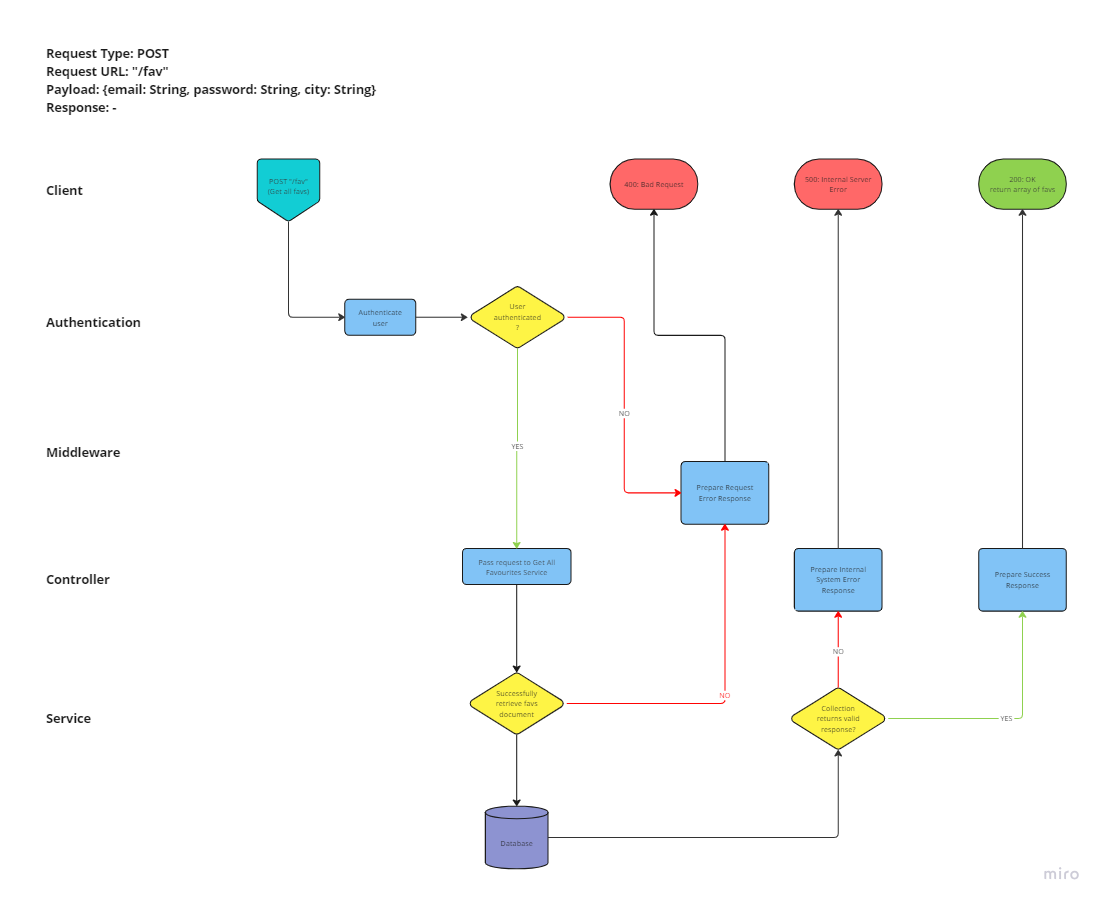 Request Type: POST
Request URL: "/fav"
Payload: {email: String, password: String, city: String}
Response: -
Client
POST "/fav"
(Get all favs)
400: Bad Request
500: Internal Server
Error
200: OK
return array of favs
Authentication
Authenticate
user
User
authenticated
?
NO
Middleware
YES
Prepare Request
Error Response
Controller
Pass request to Get All
Favourites Service
Prepare Internal
System Error
Response
Prepare Success
Response
NO
Service
Successfully
retrieve favs
document
NO
Collection
returns valid
response?
YES
Database
miro